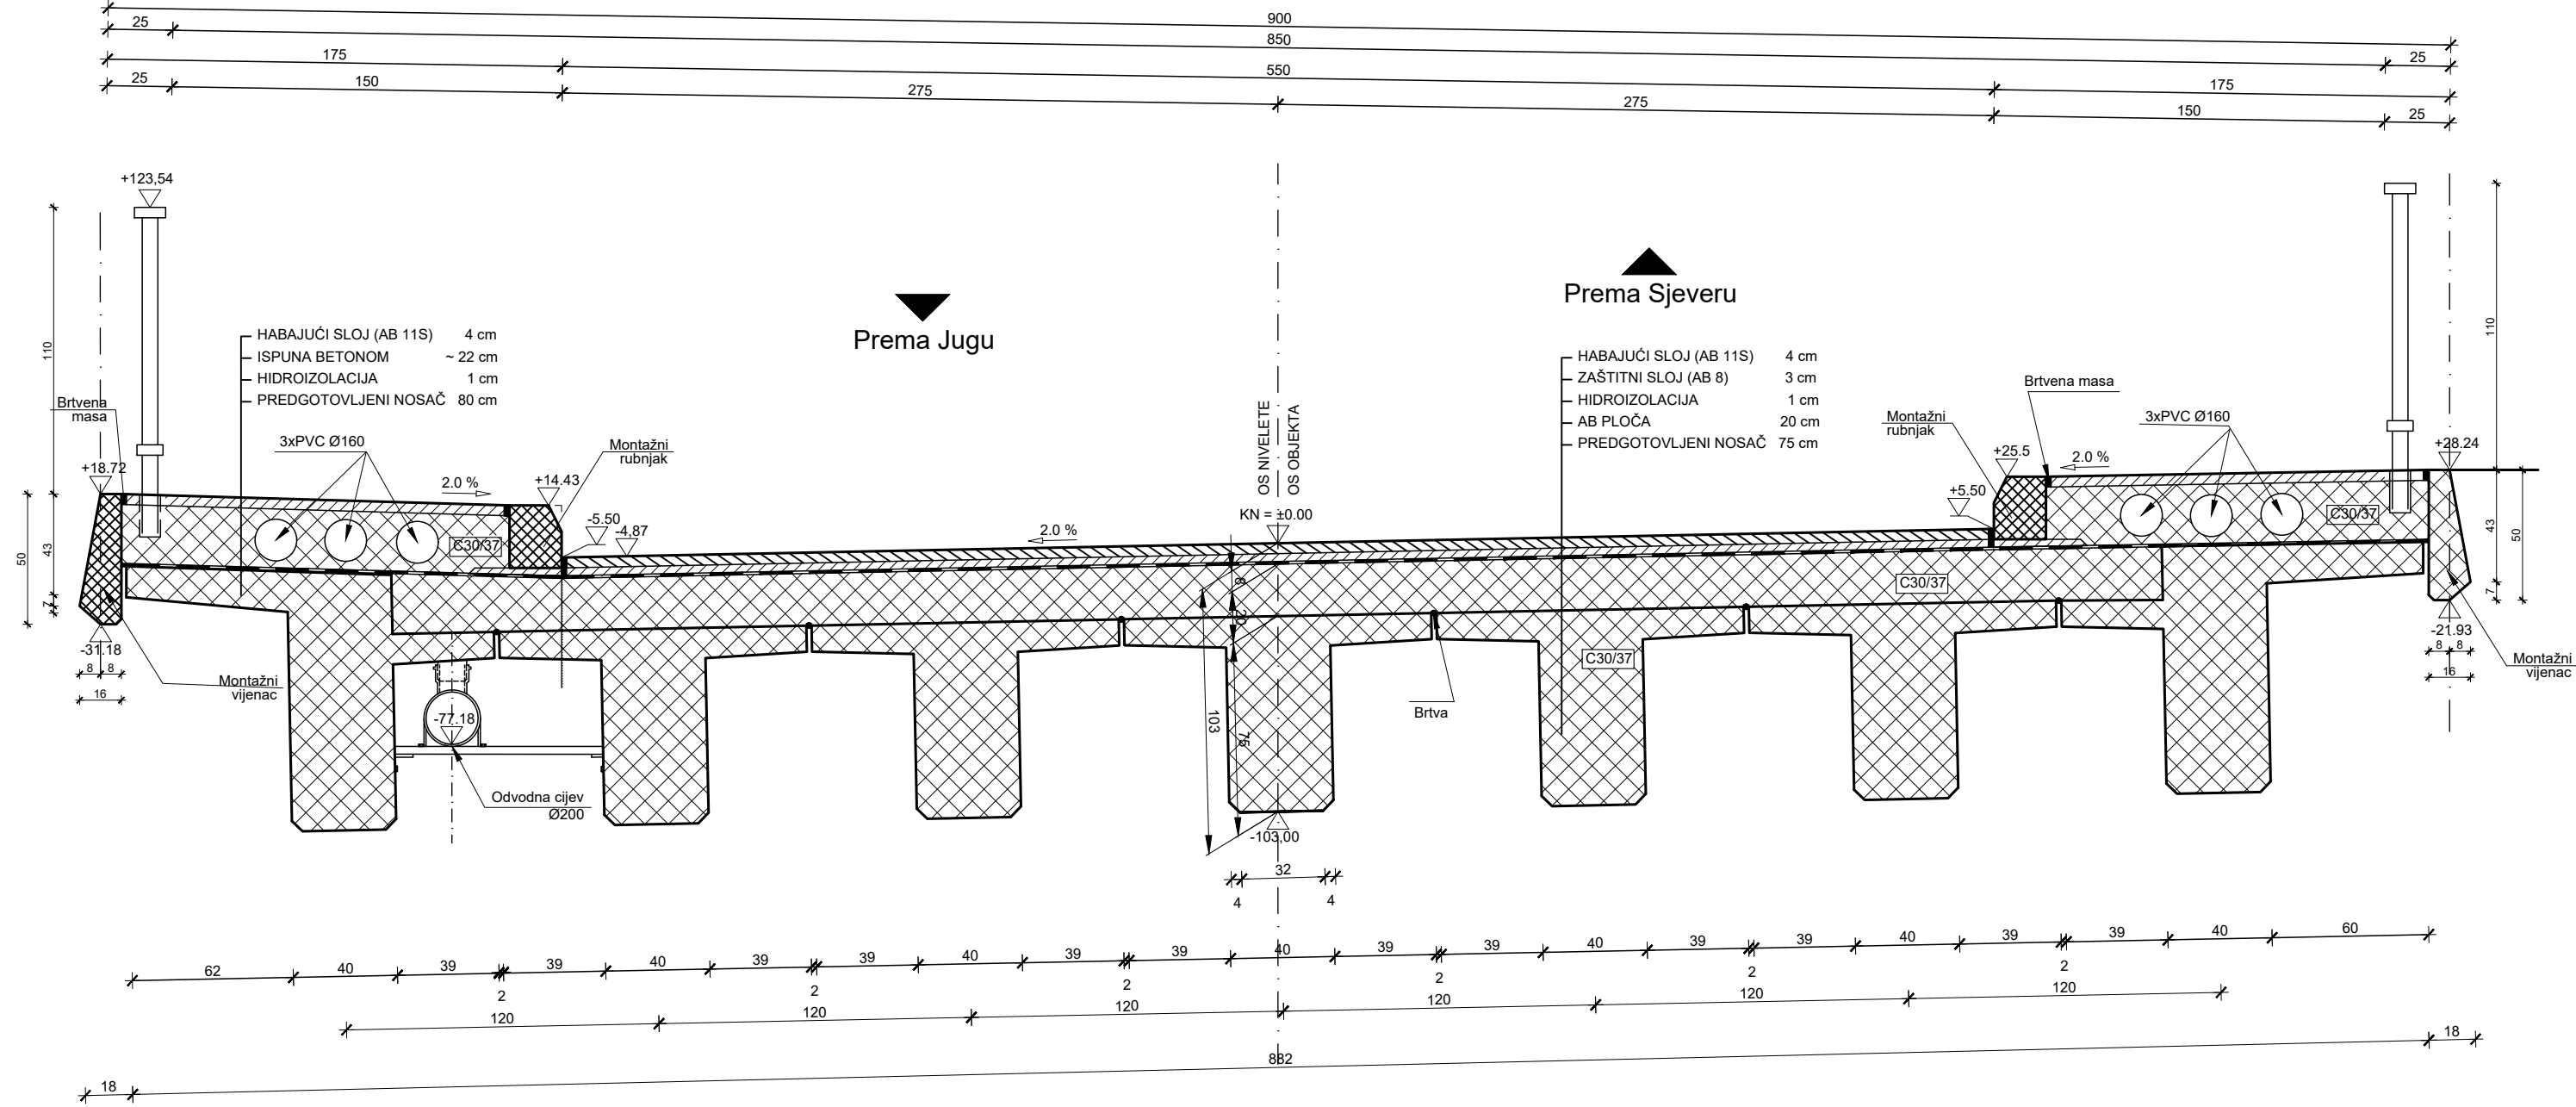 900
25
850
175
25
25
150
550
275
175
275
150
25
+123,54
110
110
Prema Sjeveru
Prema Jugu
HABAJUĆI SLOJ (AB 11S) 4 cm
ISPUNA BETONOM ~ 22 cm
HIDROIZOLACIJA 1 cm
PREDGOTOVLJENI NOSAČ 80 cm
HABAJUĆI SLOJ (AB 11S) 4 cm
ZAŠTITNI SLOJ (AB 8) 3 cm
HIDROIZOLACIJA 1 cm
AB PLOČA 20 cm
PREDGOTOVLJENI NOSAČ 75 cm
OS NIVELETE
OS OBJEKTA
Brtvena
masa
3xPVC Ø160
Montažni
rubnjak
Brtvena masa
Montažni
rubnjak
3xPVC Ø160
+18.72
+14.43
2.0 %
-5.50
-4,87
2.0 %
KN = ±0.00
+25.5
+5.50
2.0 %
+28.24
C30/37
C30/37
C30/37
C30/37
50
43
7
43
7
50
8
20
103
75
-31.18
8
8
16
Montažni
vijenac
-77.18
Odvodna cijev
Ø200
Brtva
-103,00
-21.93
8
8
16
Montažni
vijenac
32
4
4
62
40
39
39
40
39
39
40
39
39
40
39
39
40
39
39
40
39
39
40
60
2
2
2
2
2
2
120
120
120
120
120
120
18
882
18